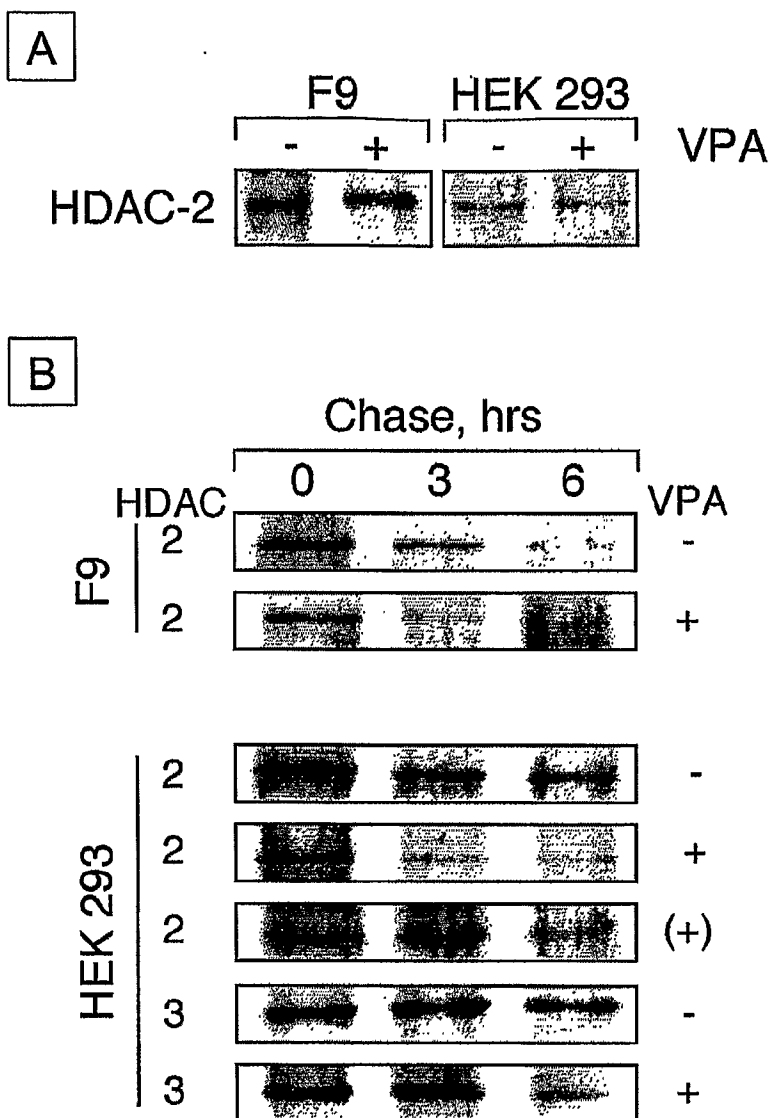 A
F9 HEK 293
- + - + VPA
HDAC-2
B
Chase, hrs
HDAC 0 3 6 VPA
F9
2 -
2 +
HEK 293
2 -
2 +
2 (+)
3 -
3 +